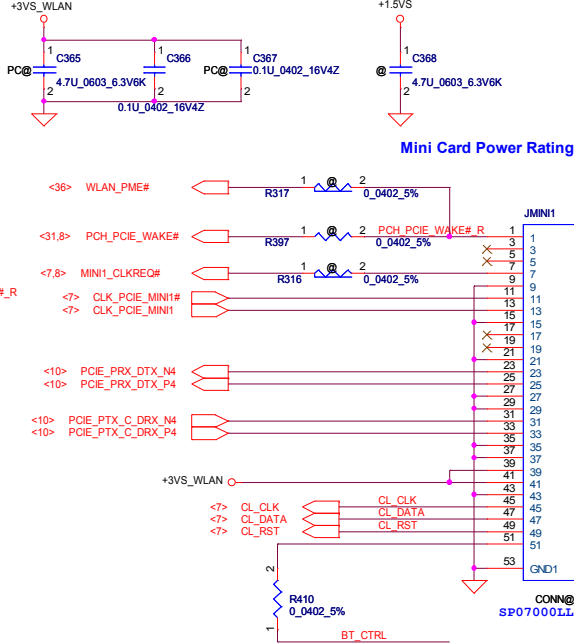 +3VS_WLAN
+1.5VS
1 C365
PC@
4.7U_0603_6.3V6K
2
1 C366
2
0.1U_0402_16V4Z
1 C367
PC@
0.1U_0402_16V4Z
2
1 C368
@
4.7U_0603_6.3V6K
2
Mini Card Power Rating
<36> WLAN_PME#
1 @ 2
R317 0_0402_5%
JMINI1
<31,8> PCH_PCIE_WAKE#
1 @ 2 PCH_PCIE_WAKE#_R
R397 0_0402_5%
<7,8> MINI1_CLKREQ#
1 @ 2
R316 0_0402_5%
#_R
<7> CLK_PCIE_MINI1#
<7> CLK_PCIE_MINI1
<10> PCIE_PRX_DTX_N4
<10> PCIE_PRX_DTX_P4
<10> PCIE_PTX_C_DRX_N4
<10> PCIE_PTX_C_DRX_P4
+3VS_WLAN
<7> CL_CLK CL_CLK
<7> CL_DATA CL_DATA
<7> CL_RST CL_RST
1 1
3 3
5 5
7 7
9 9
11 11
13 13
15 15
17 17
19 19
21 21
23 23
25 25
27 27
29 29
31 31
33 33
35 35
37 37
39 39
41 41
43 43
45 45
47 47
49 49
51 51
53 GND1
2
R410
0_0402_5%
1
BT_CTRL
CONN@
SP07000LL